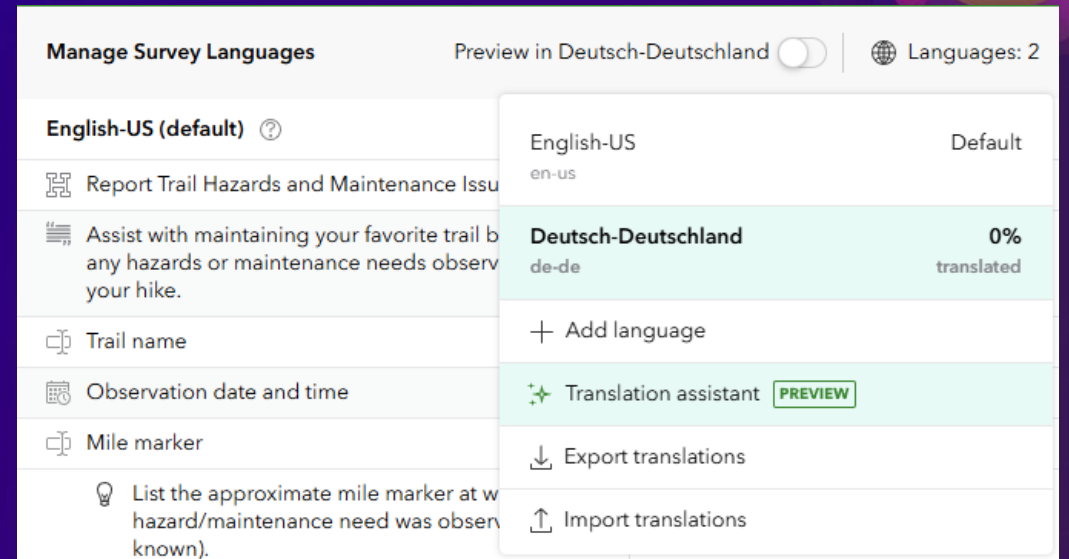 Manage Survey Languages
Preview in Deutsch-Deutschland
Languages: 2
English-US (default)
Report Trail Hazards and Maintenance Issu
Assist with maintaining your favorite trail b
any hazards or maintenance needs observ
your hike.
Trail name
Observation date and time
Mile marker
List the approximate mile marker at w
hazard/maintenance need was observ
known).
English-US
Default
en-us
Deutsch-Deutschland
0%
de-de
translated
Add language
Translation assistant PREVIEW
Export translations
Import translations